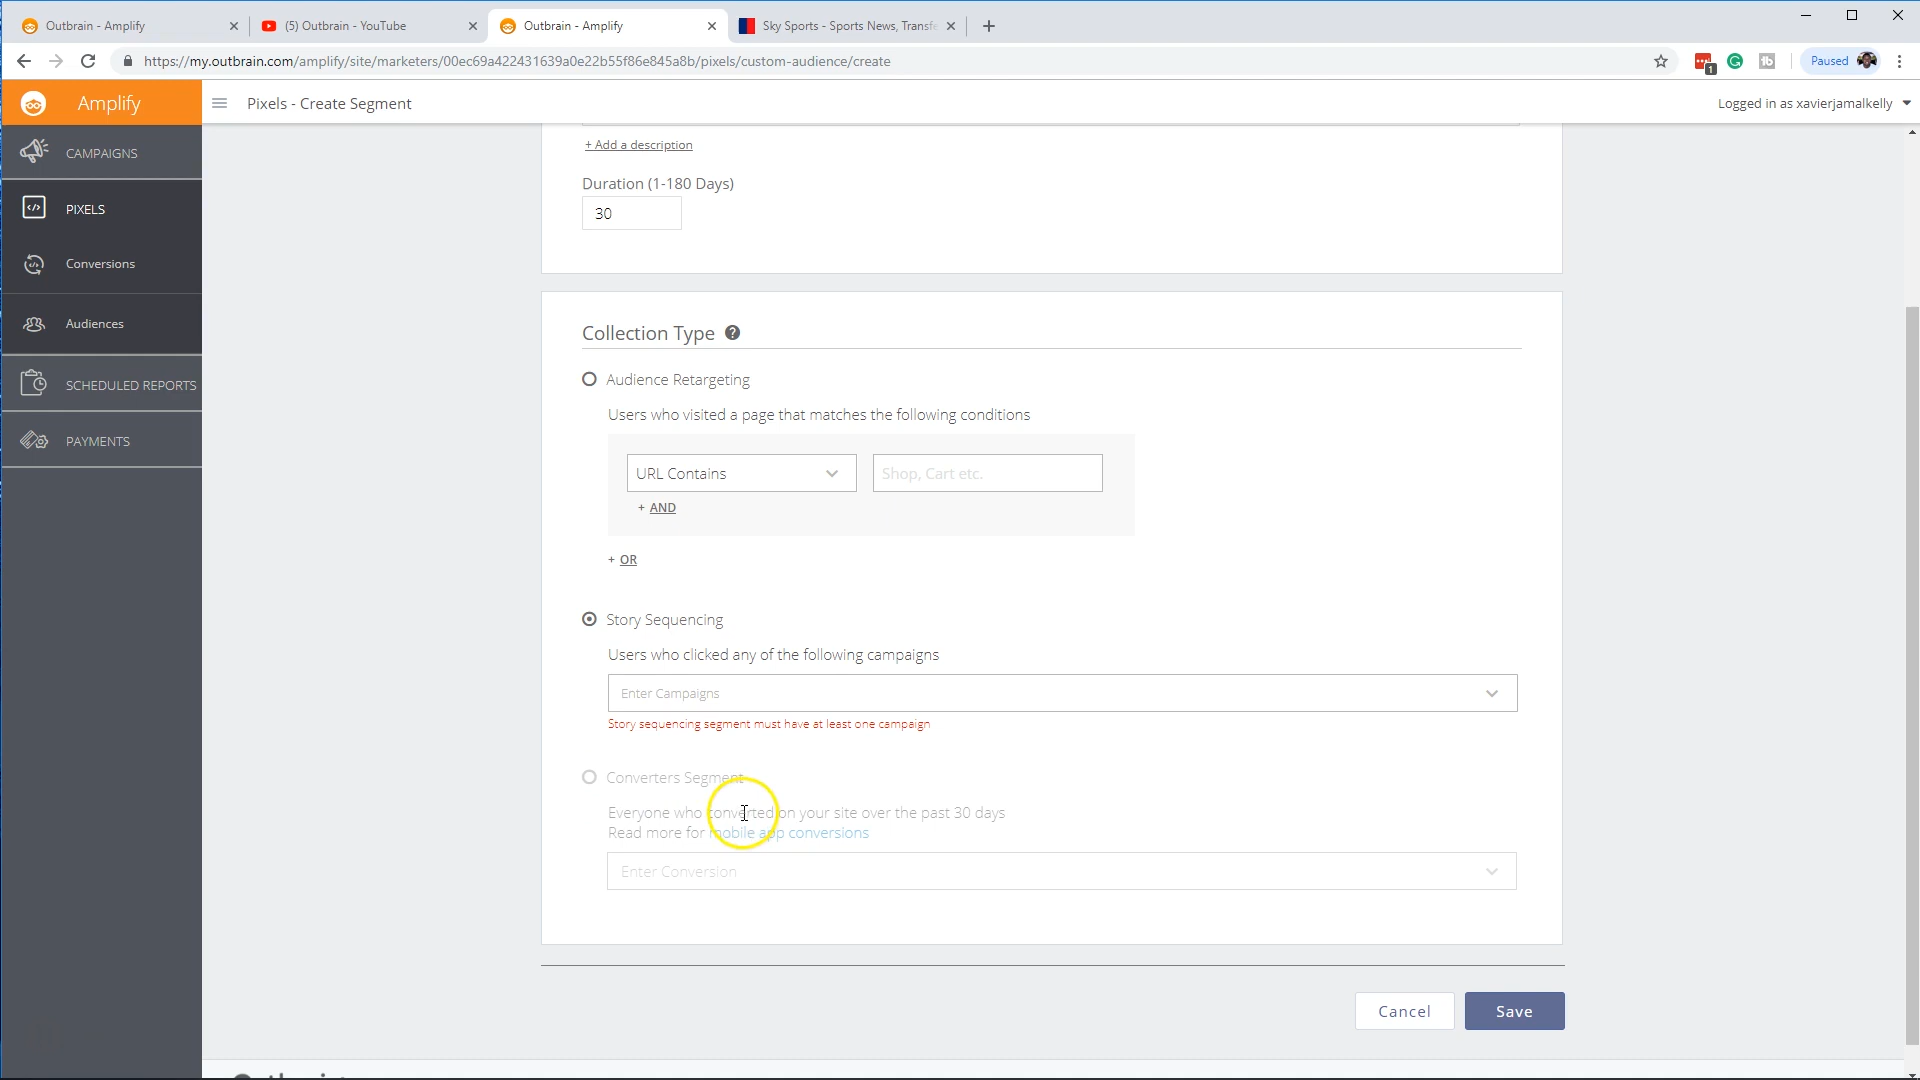 Outbrain - Amplify
(5) Outbrain - YouTube
Outbrain - Amplify
Sky Sports - Sports News, Transfe
https://my.outbrain.com/amplify/site/marketers/00ec69a422431639a0e22b55f86e845a8b/pixels/custom-audience/create
1
Paused
Amplify
Pixels - Create Segment
Logged in as xavierjamalkelly
CAMPAIGNS
PIXELS
Conversions
Audiences
SCHEDULED REPORTS
PAYMENTS
+ Add a description
Duration (1-180 Days)
30
Collection Type ?
Audience Retargeting
Users who visited a page that matches the following conditions
URL Contains
Shop, Cart etc.
+ AND
+ OR
Story Sequencing
Users who clicked any of the following campaigns
Enter Campaigns
Story sequencing segment must have at least one campaign
Converters Segment
Everyone who converted on your site over the past 30 days
Read more for mobile app conversions
Enter Conversion
Cancel
Save